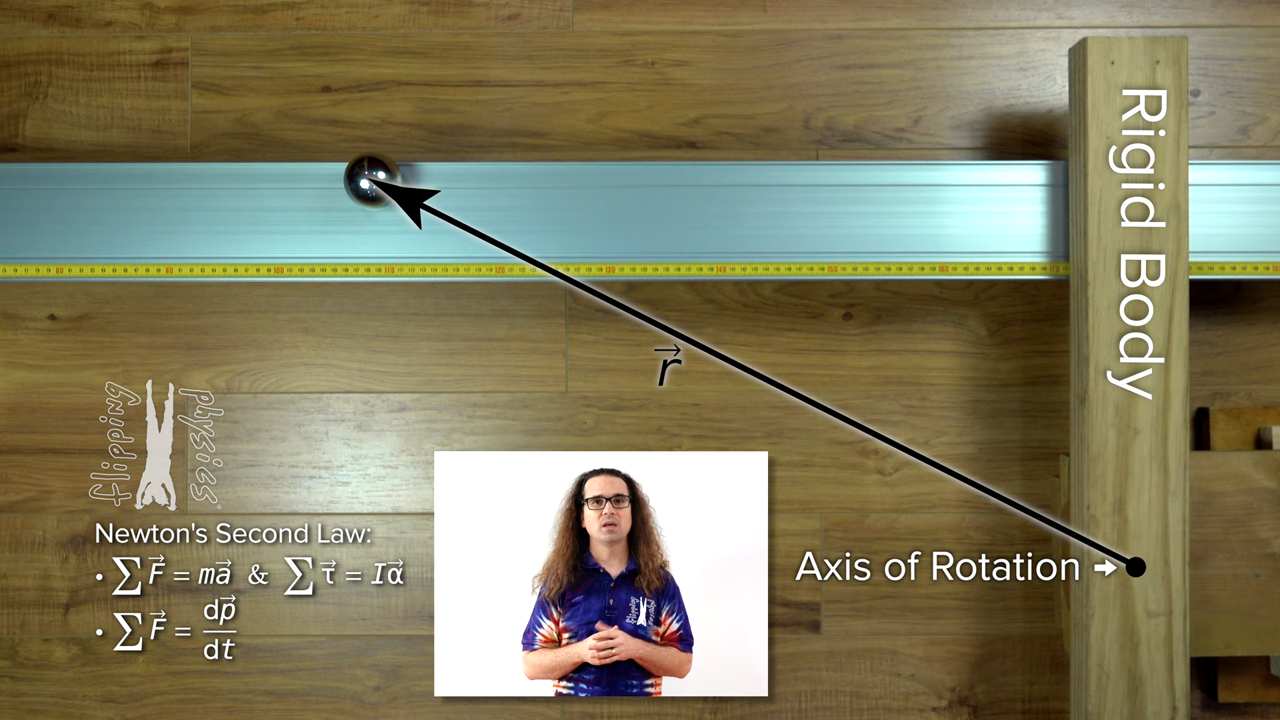 Rigid Body
r⃗
flipping physics
Newton's Second Law:
• ∑F⃗ = ma⃗ & ∑τ⃗ = Iα⃗
• ∑F⃗ = dp⃗/dt
Axis of Rotation